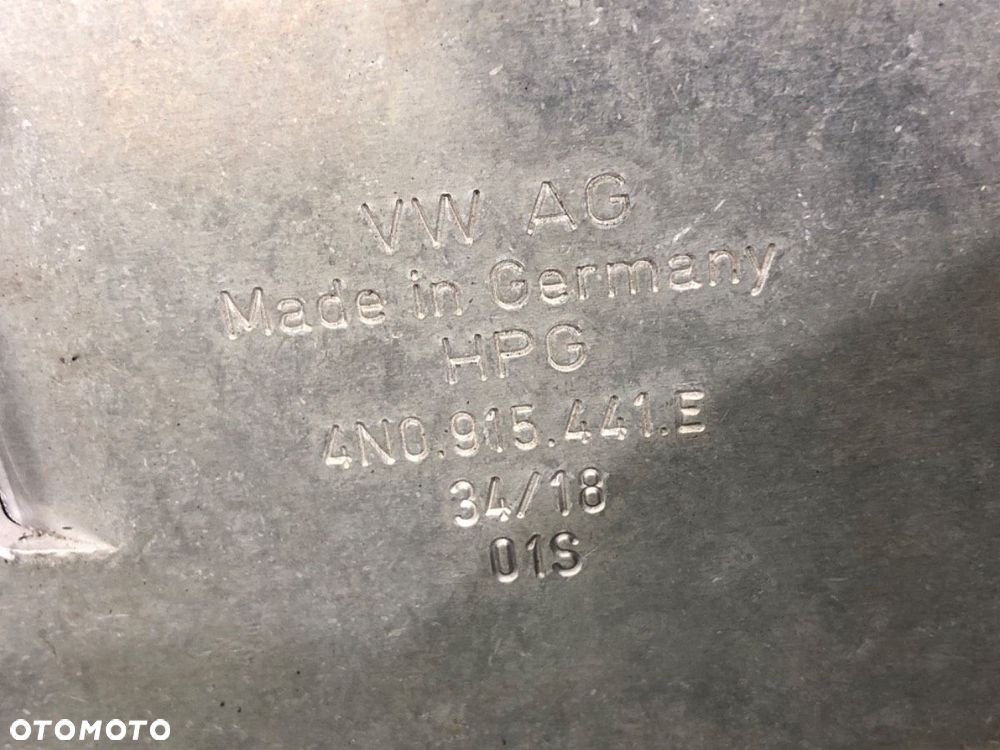 VW AG
Made in Germany
HPG
4N0.915.441.E
34/18
01S
OTOMOTO